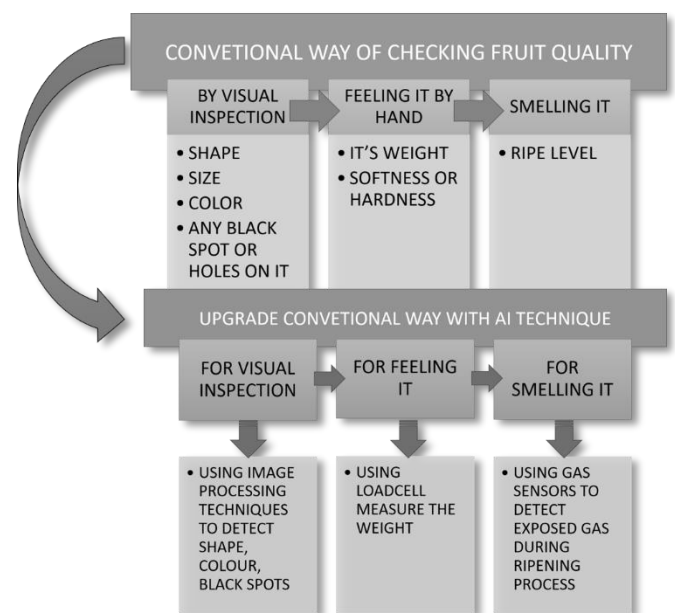 CONVETIONAL WAY OF CHECKING FRUIT QUALITY
BY VISUAL
INSPECTION
• SHAPE
• SIZE
• COLOR
• ANY BLACK
SPOT OR
HOLES ON IT
FEELING IT BY
HAND
• IT’S WEIGHT
• SOFTNESS OR
HARDNESS
SMELLING IT
• RIPE LEVEL
UPGRADE CONVETIONAL WAY WITH AI TECHNIQUE
FOR VISUAL
INSPECTION
• USING IMAGE
PROCESSING
TECHNIQUES
TO DETECT
SHAPE,
COLOUR,
BLACK SPOTS
FOR FEELING
IT
• USING
LOADCELL
MEASURE THE
WEIGHT
FOR
SMELLING IT
• USING GAS
SENSORS TO
DETECT
EXPOSED GAS
DURING
RIPENING
PROCESS